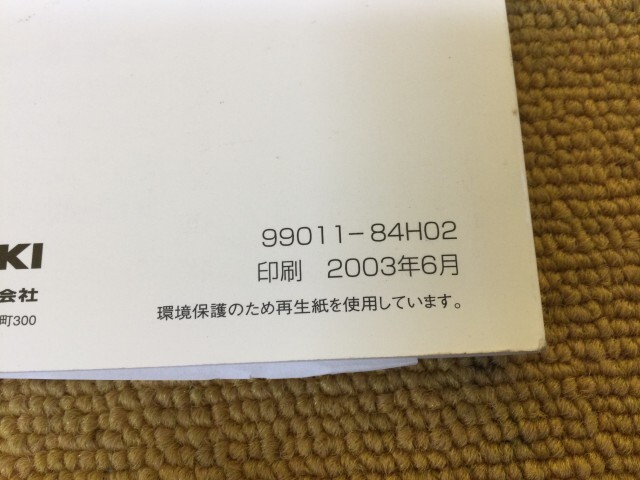 99011-84H02
KI
印刷 2003年6月
会社
環境保護のため再生紙を使用しています。
町300